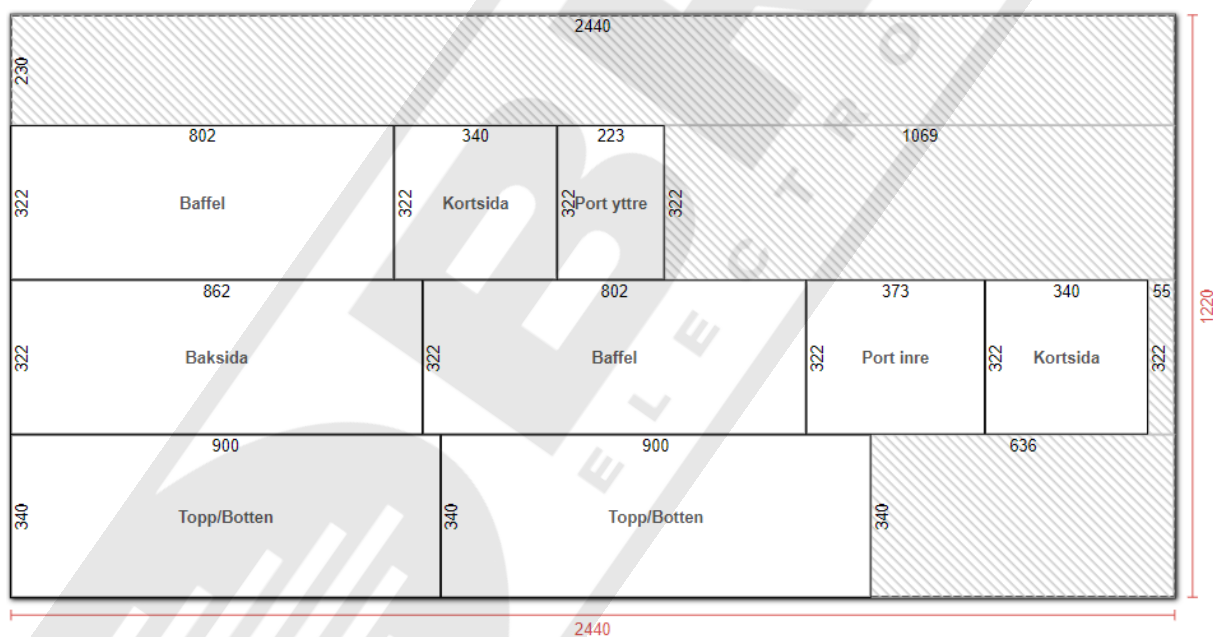 2440
230
802 340 223 1069
322 Baffel 322 Kortsida 322 Port yttre 322
862 802 373 340 55
322 Baksida 322 Baffel 322 Port inre 322 Kortsida 322
900 900 636
340 Topp/Botten 340 Topp/Botten 340
1220
2440
ELECTRO
ELECTR